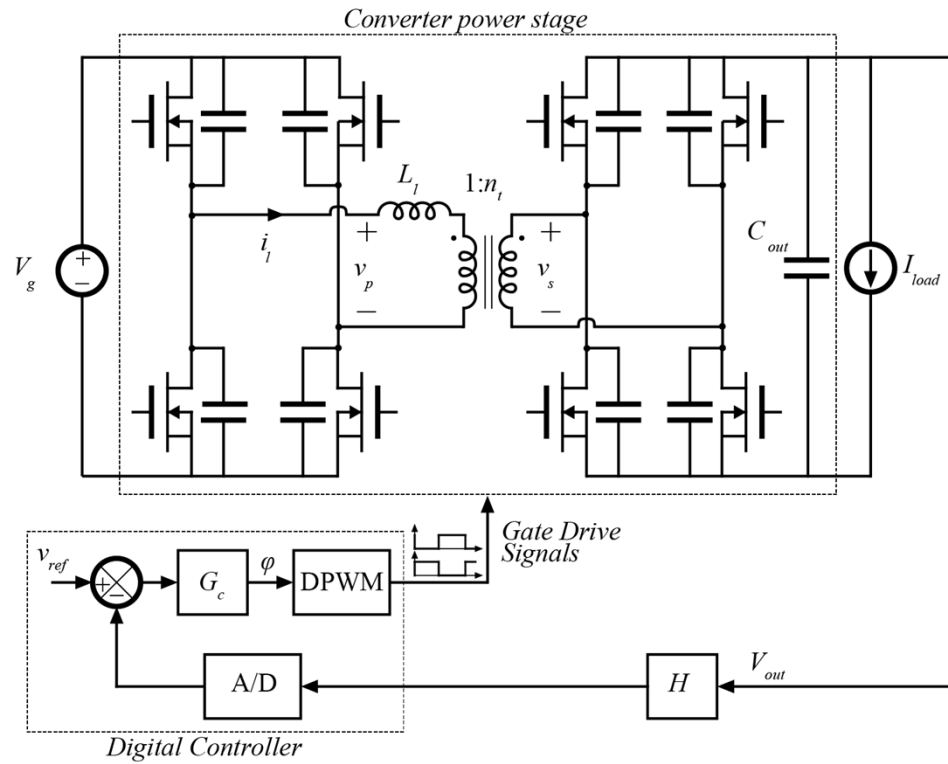 Converter power stage
L_l
1:n_t
i_l
+
v_p
−
+
v_s
−
V_g
+
−
C_out
I_load
Gate Drive
Signals
v_ref
+
−
G_c
φ
DPWM
A/D
H
V_out
Digital Controller